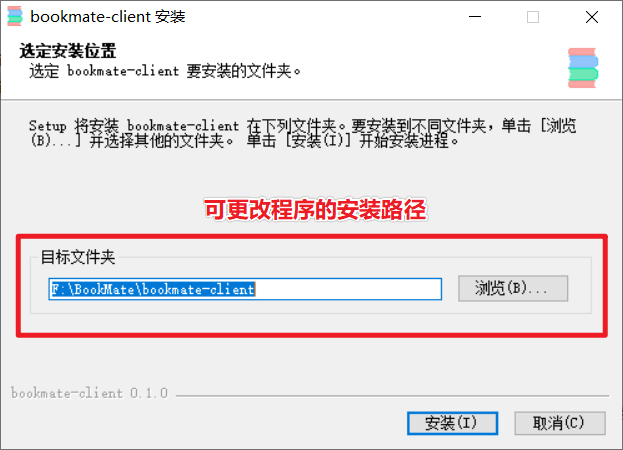 bookmate-client 安装
选定安装位置
选定 bookmate-client 要安装的文件夹。
Setup 将安装 bookmate-client 在下列文件夹。要安装到不同文件夹，单击 [浏览
(B)...] 并选择其他的文件夹。 单击 [安装(I)] 开始安装进程。
可更改程序的安装路径
目标文件夹
F:\BookMate\bookmate-client
浏览(B)...
bookmate-client 0.1.0
安装(I)
取消(C)